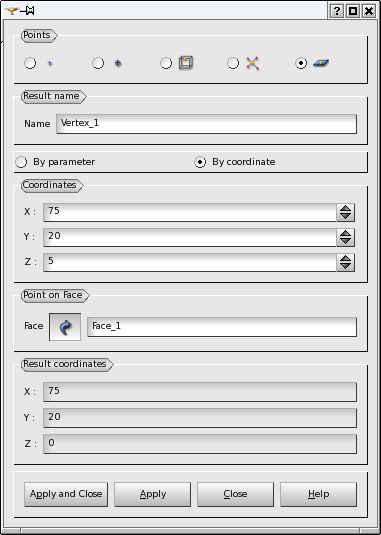 Points
Result name
Name Vertex_1
By parameter By coordinate
Coordinates
X : 75
Y : 20
Z : 5
Point on Face
Face Face_1
Result coordinates
X : 75
Y : 20
Z : 0
Apply and Close Apply Close Help